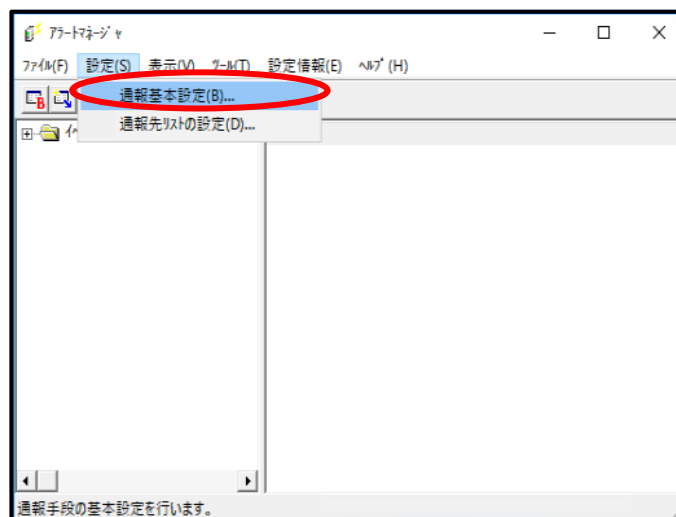 アラートマネージャ
ファイル(F) 設定(S) 表示(V) ツール(T) 設定情報(E) ヘルプ(H)
通報基本設定(B)...
通報先リストの設定(D)...
通報手段の基本設定を行います。